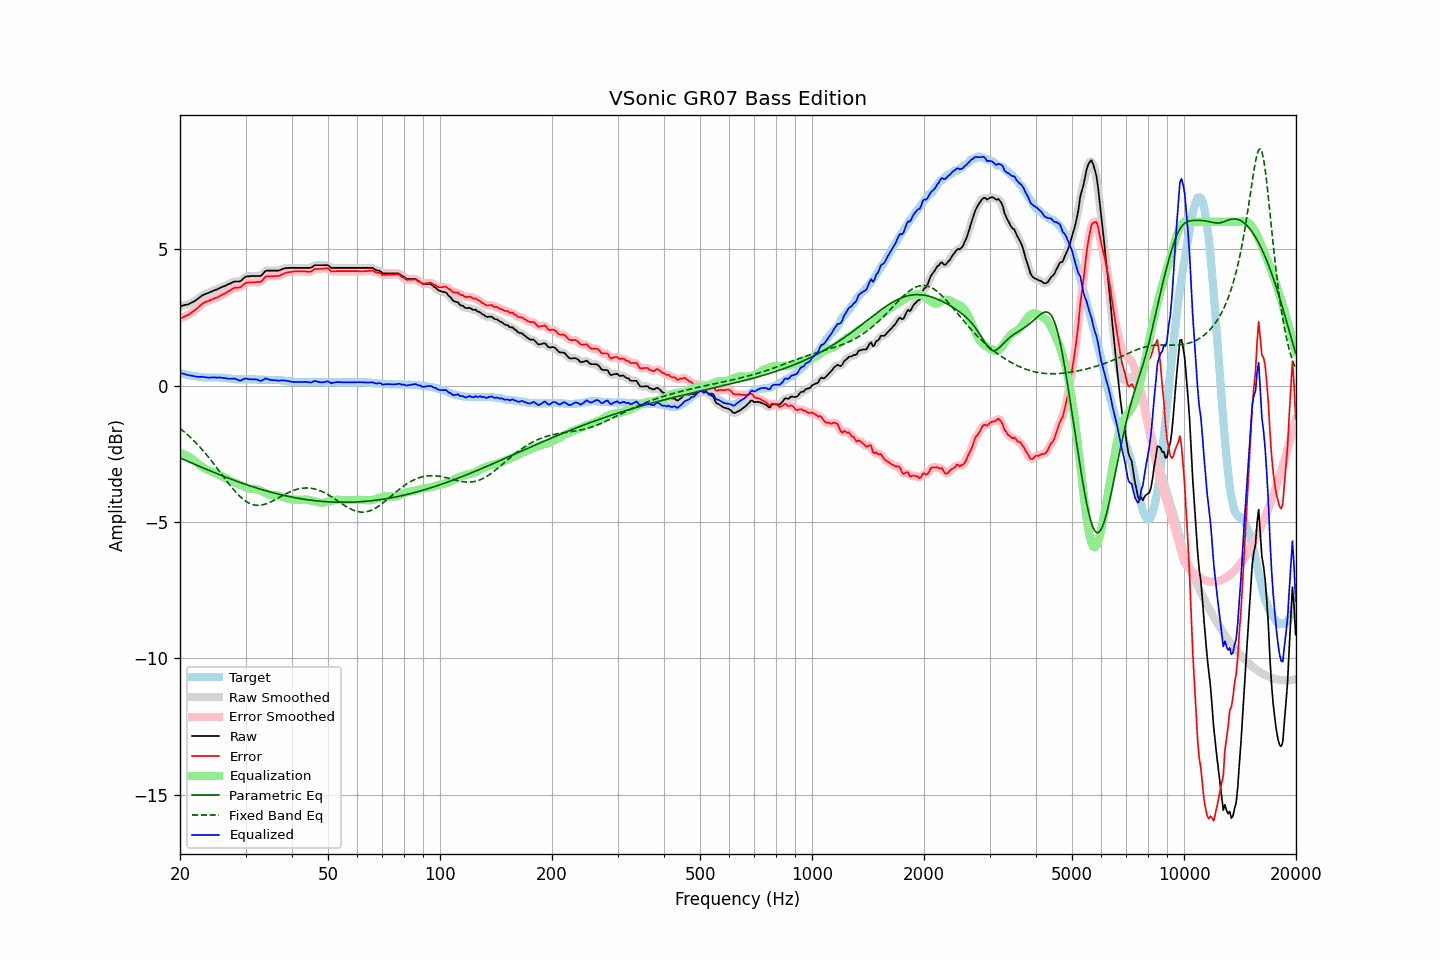 VSonic GR07 Bass Edition
Amplitude (dBr)
5
0
−5
−10
−15
Target
Raw Smoothed
Error Smoothed
Raw
Error
Equalization
Parametric Eq
Fixed Band Eq
Equalized
20 50 100 200 500 1000 2000 5000 10000 20000
Frequency (Hz)